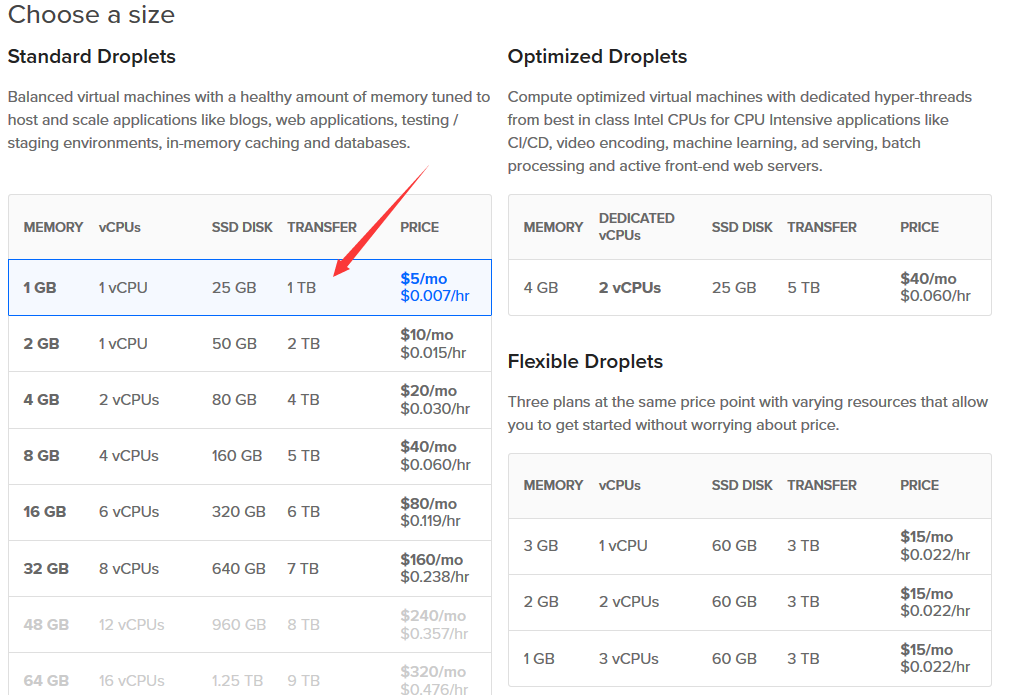 Choose a size
Standard Droplets
Balanced virtual machines with a healthy amount of memory tuned to
host and scale applications like blogs, web applications, testing /
staging environments, in-memory caching and databases.
MEMORY vCPUs SSD DISK TRANSFER PRICE
1 GB 1 vCPU 25 GB 1 TB $5/mo
$0.007/hr
2 GB 1 vCPU 50 GB 2 TB $10/mo
$0.015/hr
4 GB 2 vCPUs 80 GB 4 TB $20/mo
$0.030/hr
8 GB 4 vCPUs 160 GB 5 TB $40/mo
$0.060/hr
16 GB 6 vCPUs 320 GB 6 TB $80/mo
$0.119/hr
32 GB 8 vCPUs 640 GB 7 TB $160/mo
$0.238/hr
48 GB 12 vCPUs 960 GB 8 TB $240/mo
$0.357/hr
64 GB 16 vCPUs 1.25 TB 9 TB $320/mo
$0.476/hr
Optimized Droplets
Compute optimized virtual machines with dedicated hyper-threads
from best in class Intel CPUs for CPU Intensive applications like
CI/CD, video encoding, machine learning, ad serving, batch
processing and active front-end web servers.
MEMORY DEDICATED vCPUs SSD DISK TRANSFER PRICE
4 GB 2 vCPUs 25 GB 5 TB $40/mo
$0.060/hr
Flexible Droplets
Three plans at the same price point with varying resources that allow
you to get started without worrying about price.
MEMORY vCPUs SSD DISK TRANSFER PRICE
3 GB 1 vCPU 60 GB 3 TB $15/mo
$0.022/hr
2 GB 2 vCPUs 60 GB 3 TB $15/mo
$0.022/hr
1 GB 3 vCPUs 60 GB 3 TB $15/mo
$0.022/hr